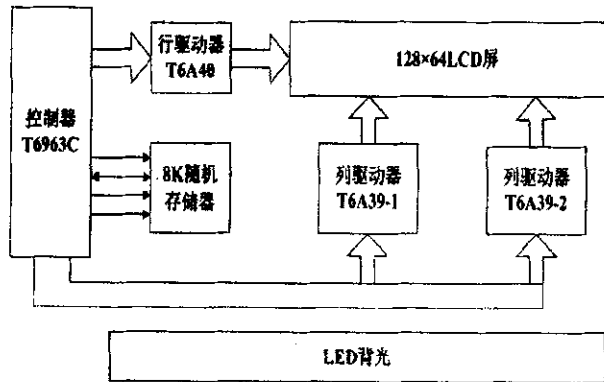 行驱动器
T6A40
128×64LCD屏
控制器
T6963C
8K随机
存储器
列驱动器
T6A39-1
列驱动器
T6A39-2
LED背光